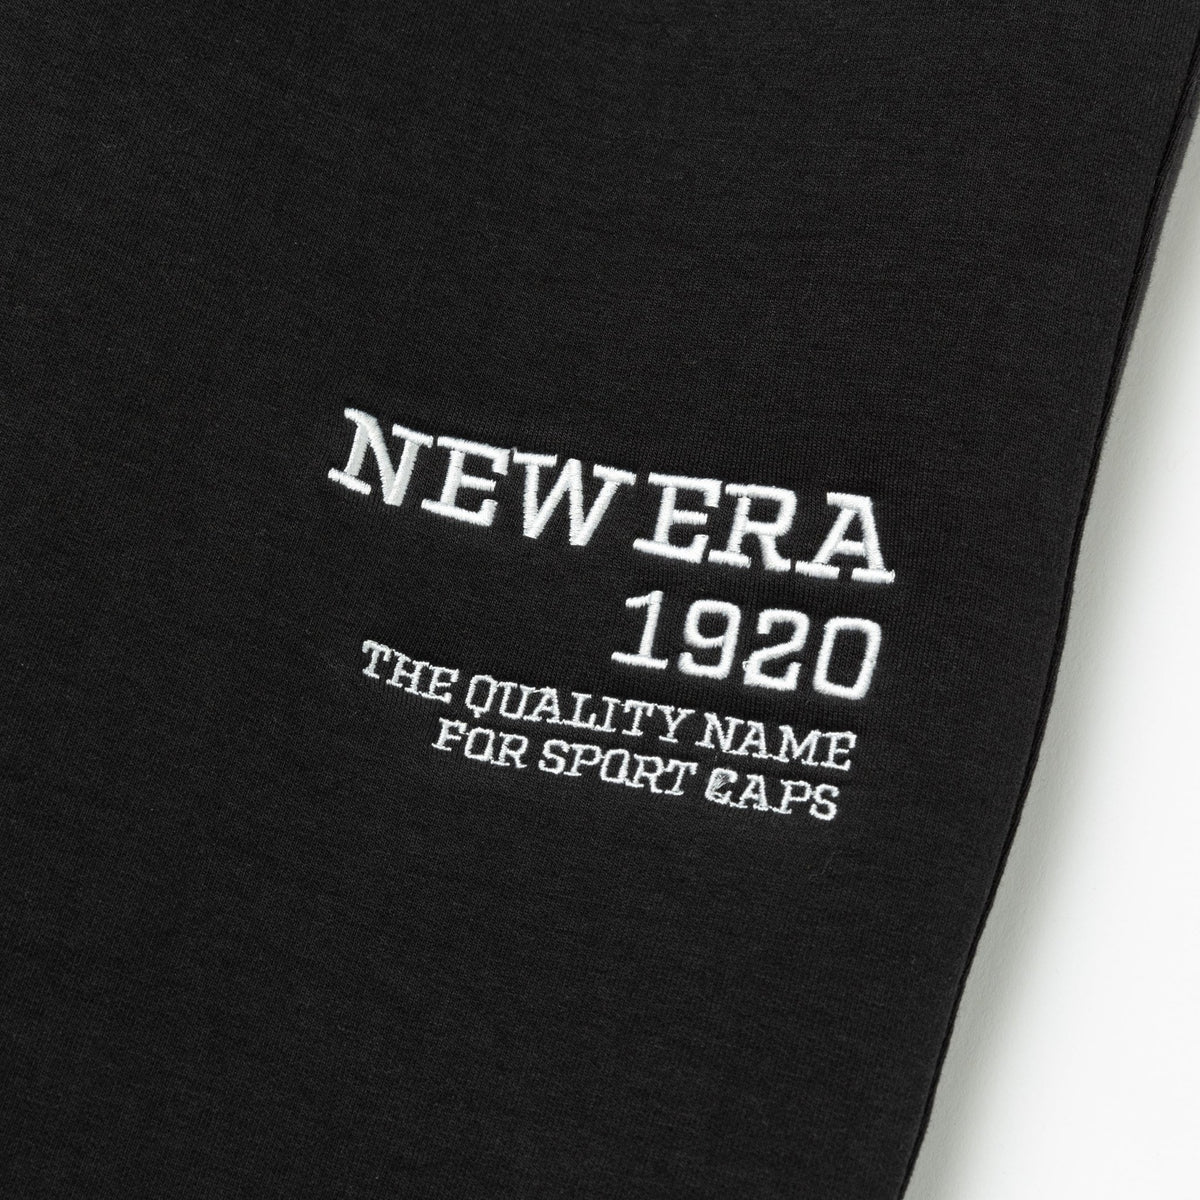 NEW ERA
1920
THE QUALITY NAME
FOR SPORT CAPS